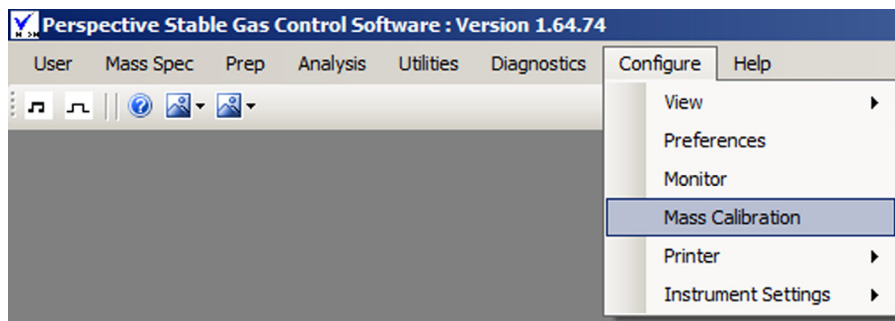 Perspective Stable Gas Control Software : Version 1.64.74
User Mass Spec Prep Analysis Utilities Diagnostics Configure Help
View
Preferences
Monitor
Mass Calibration
Printer
Instrument Settings